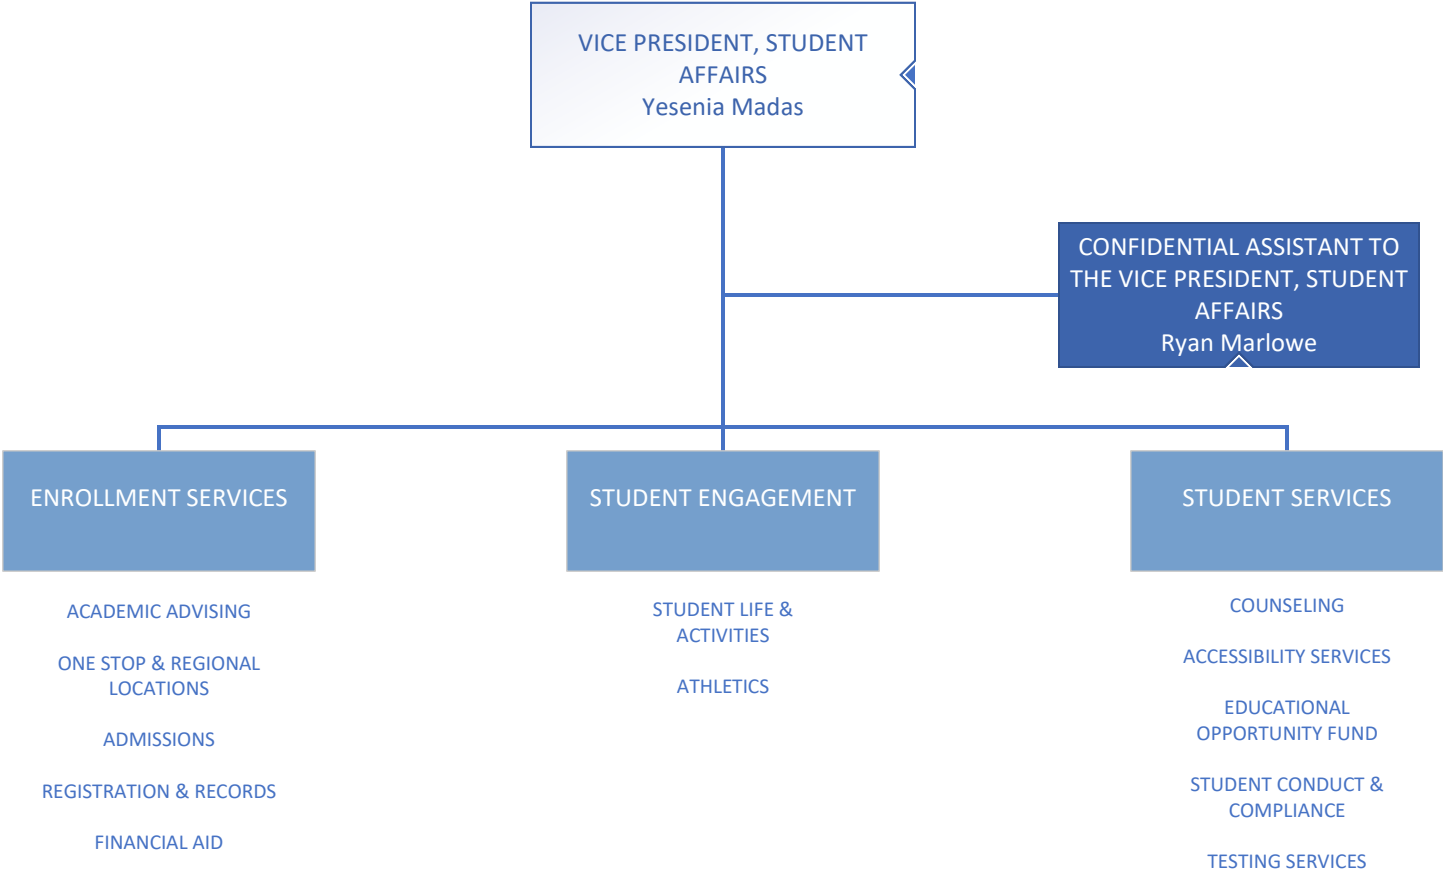 VICE PRESIDENT, STUDENT
AFFAIRS
Yesenia Madas
CONFIDENTIAL ASSISTANT TO
THE VICE PRESIDENT, STUDENT
AFFAIRS
Ryan Marlowe
ENROLLMENT SERVICES
ACADEMIC ADVISING
ONE STOP & REGIONAL
LOCATIONS
ADMISSIONS
REGISTRATION & RECORDS
FINANCIAL AID
STUDENT ENGAGEMENT
STUDENT LIFE &
ACTIVITIES
ATHLETICS
STUDENT SERVICES
COUNSELING
ACCESSIBILITY SERVICES
EDUCATIONAL
OPPORTUNITY FUND
STUDENT CONDUCT &
COMPLIANCE
TESTING SERVICES